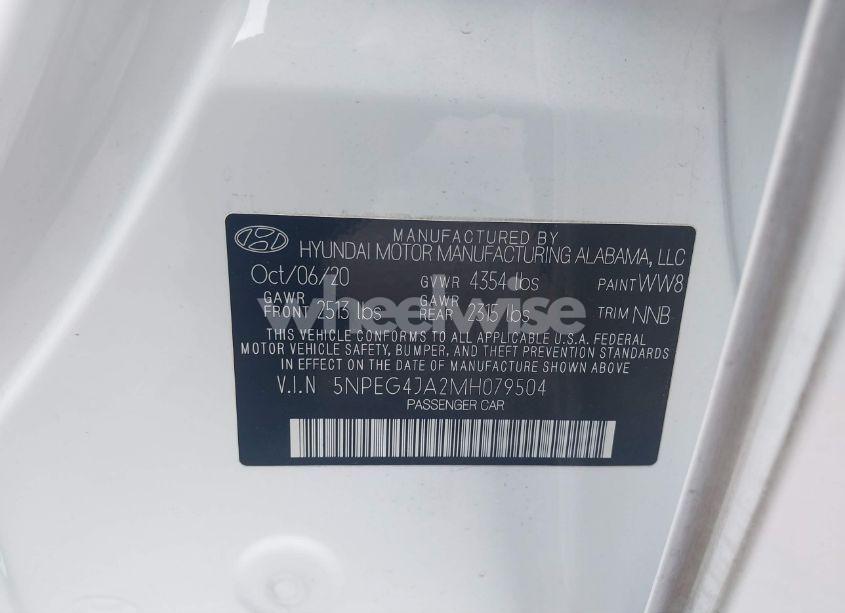 MANUFACTURED BY
HYUNDAI MOTOR MANUFACTURING ALABAMA, LLC
Oct/06/20 GVWR 4354 lbs PAINT WW8
GAWR FRONT 2513 lbs GAWR REAR 2315 lbs TRIM NNB
wheelwise
THIS VEHICLE CONFORMS TO ALL APPLICABLE U.S.A. FEDERAL
MOTOR VEHICLE SAFETY, BUMPER, AND THEFT PREVENTION STANDARDS
IN EFFECT ON THE DATE OF MANUFACTURE SHOWN ABOVE
V.I.N 5NPEG4JA2MH079504
PASSENGER CAR